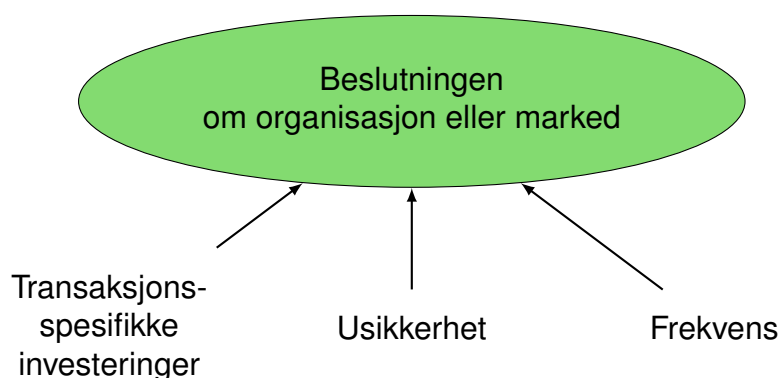 Beslutningen
om organisasjon eller marked
Transaksjons-
spesifikke
investeringer
Usikkerhet
Frekvens